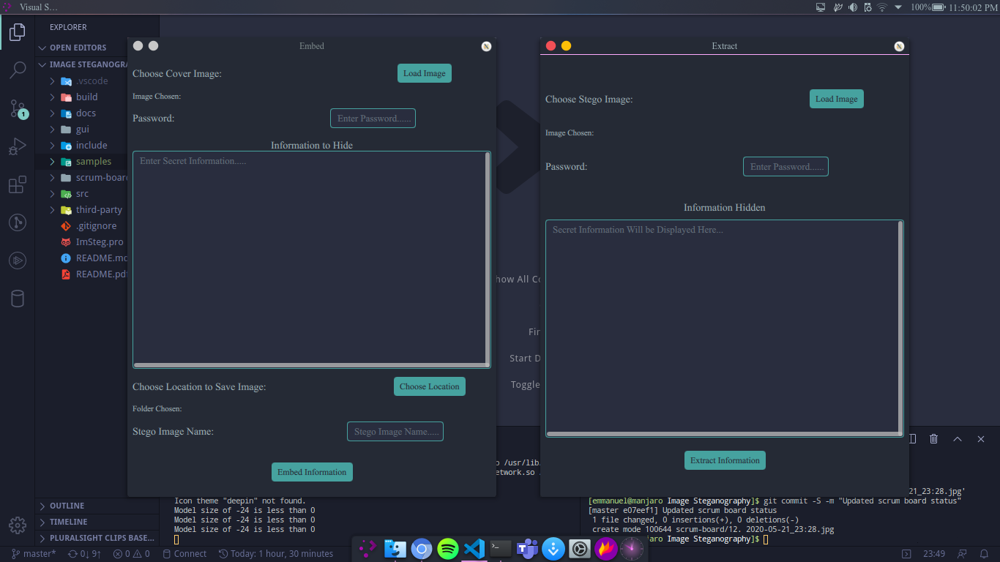 Visual S...
100%
11:50:02 PM
EXPLORER
OPEN EDITORS
IMAGE STEGANOGRA
.vscode
build
docs
gui
include
samples
scrum-board
src
third-party
.gitignore
ImSteg.pro
README.md
README.pdf
OUTLINE
TIMELINE
PLURALSIGHT CLIPS BASE...
1
Embed
Choose Cover Image:
Load Image
Image Chosen:
Password:
Enter Password......
Information to Hide
Enter Secret Information.....
Choose Location to Save Image:
Choose Location
Folder Chosen:
Stego Image Name:
Stego Image Name.....
Embed Information
Extract
Choose Stego Image:
Load Image
Image Chosen:
Password:
Enter Password......
Information Hidden
Secret Information Will be Displayed Here...
Extract Information
how All Co
Fin
Start D
Toggle
o /usr/lib.
etwork.so
Icon theme "deepin" not found.
Model size of -24 is less than 0
Model size of -24 is less than 0
Model size of -24 is less than 0
21_23:28.jpg'
[emmanuel@manjaro Image Steganography]$ git commit -S -m "Updated scrum board status"
[master e07eef1] Updated scrum board status
1 file changed, 0 insertions(+), 0 deletions(-)
create mode 100644 scrum-board/12. 2020-05-21_23:28.jpg
njaro Image Steganography]$
master*
0↓ 9↑
0
0
Connect
Today: 1 hour, 30 minutes
23:49